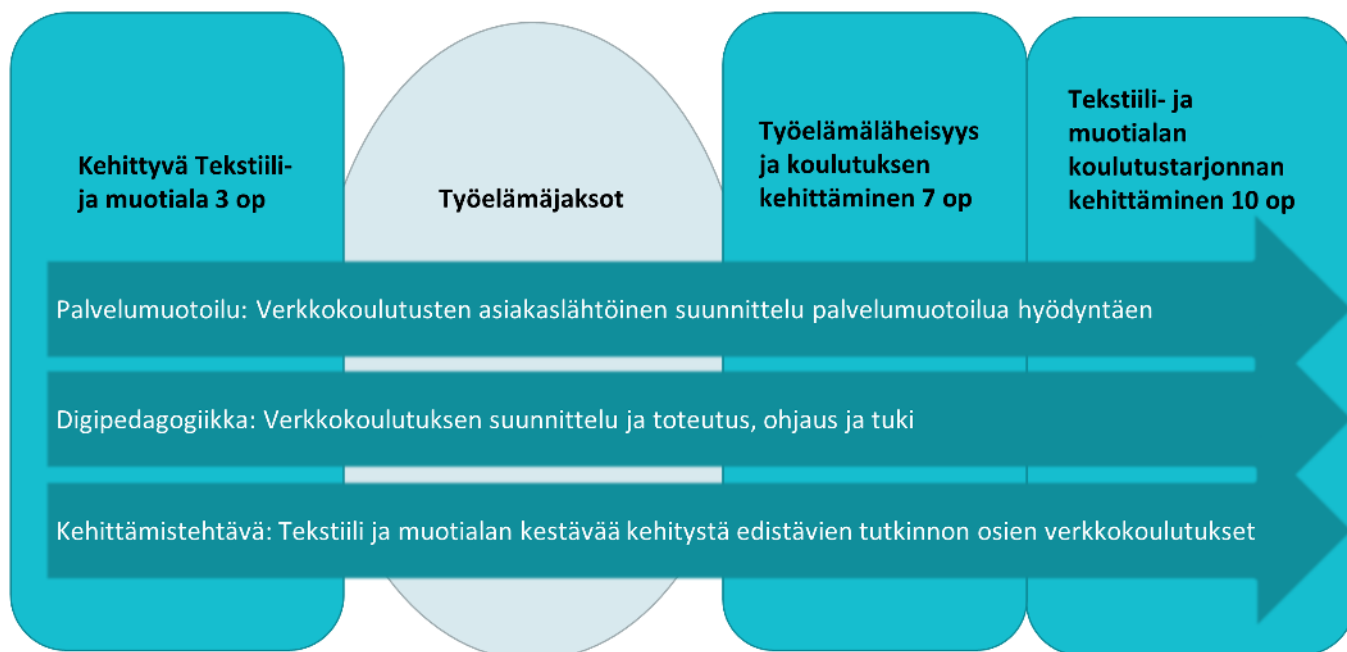 Kehittyvä Tekstiili-
ja muotiala 3 op
Työelämäjaksot
Työelämäläheisyys
ja koulutuksen
kehittäminen 7 op
Tekstiili- ja
muotialan
koulutustarjonnan
kehittäminen 10 op
Palvelumuotoilu: Verkkokoulutusten asiakaslähtöinen suunnittelu palvelumuotoilua hyödyntäen
Digipedagogiikka: Verkkokoulutuksen suunnittelu ja toteutus, ohjaus ja tuki
Kehittämistehtävä: Tekstiili ja muotialan kestävää kehitystä edistävien tutkinnon osien verkkokoulutukset